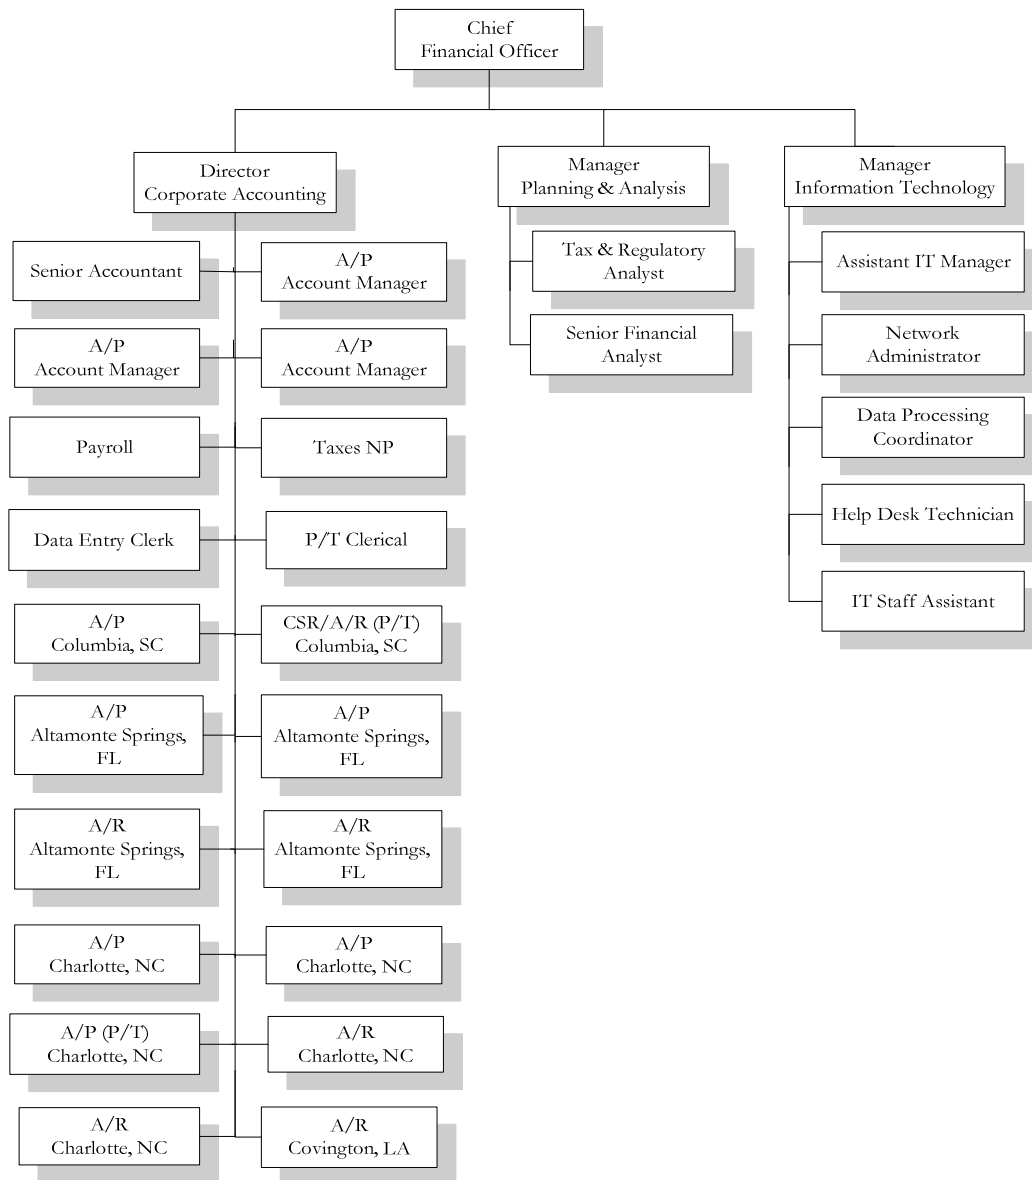 Chief
Financial Officer
Director
Corporate Accounting
Manager
Planning & Analysis
Manager
Information Technology
Senior Accountant
A/P
Account Manager
A/P
Account Manager
A/P
Account Manager
Payroll
Taxes NP
Data Entry Clerk
P/T Clerical
A/P
Columbia, SC
CSR/A/R (P/T)
Columbia, SC
A/P
Altamonte Springs,
FL
A/P
Altamonte Springs,
FL
A/R
Altamonte Springs,
FL
A/R
Altamonte Springs,
FL
A/P
Charlotte, NC
A/P
Charlotte, NC
A/P (P/T)
Charlotte, NC
A/R
Charlotte, NC
A/R
Charlotte, NC
A/R
Covington, LA
Tax & Regulatory
Analyst
Senior Financial
Analyst
Assistant IT Manager
Network
Administrator
Data Processing
Coordinator
Help Desk Technician
IT Staff Assistant